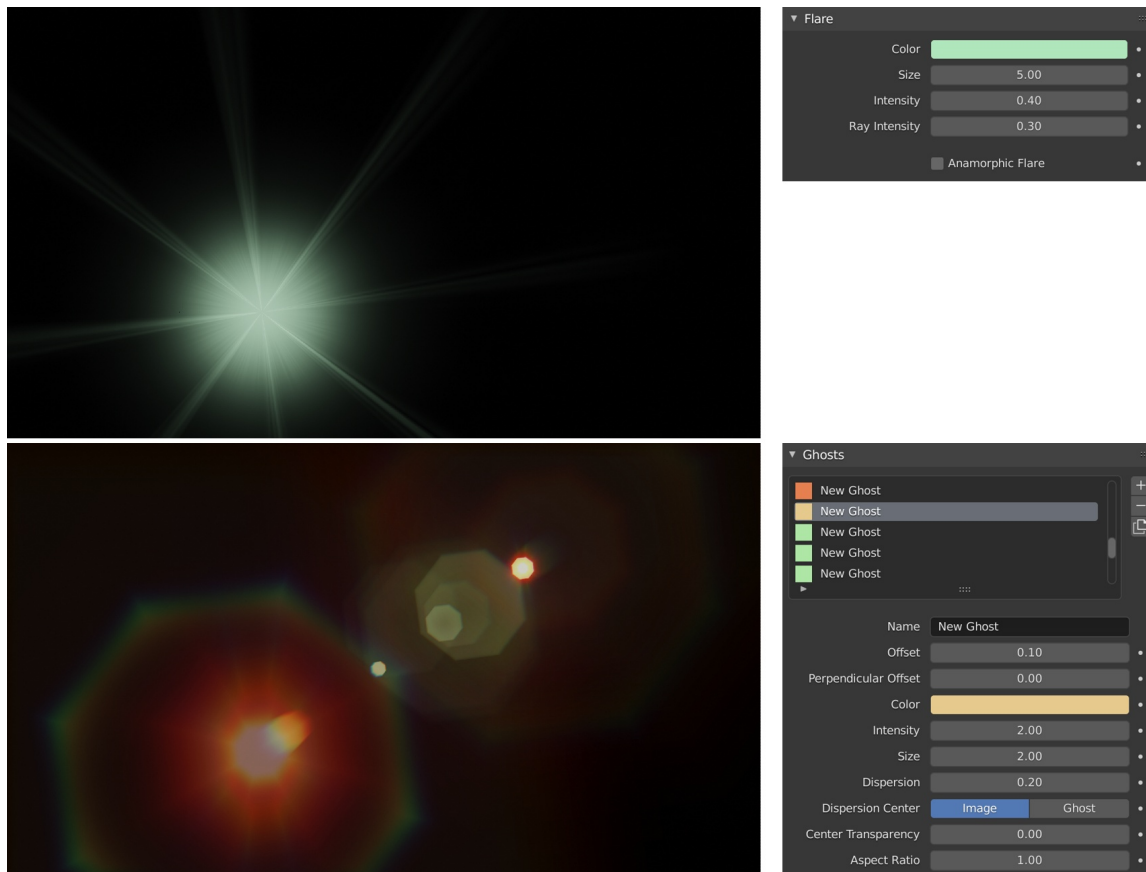 Flare
Color
Size 5.00
Intensity 0.40
Ray Intensity 0.30
Anamorphic Flare
Ghosts
New Ghost
New Ghost
New Ghost
New Ghost
New Ghost
Name New Ghost
Offset 0.10
Perpendicular Offset 0.00
Color
Intensity 2.00
Size 2.00
Dispersion 0.20
Dispersion Center Image Ghost
Center Transparency 0.00
Aspect Ratio 1.00